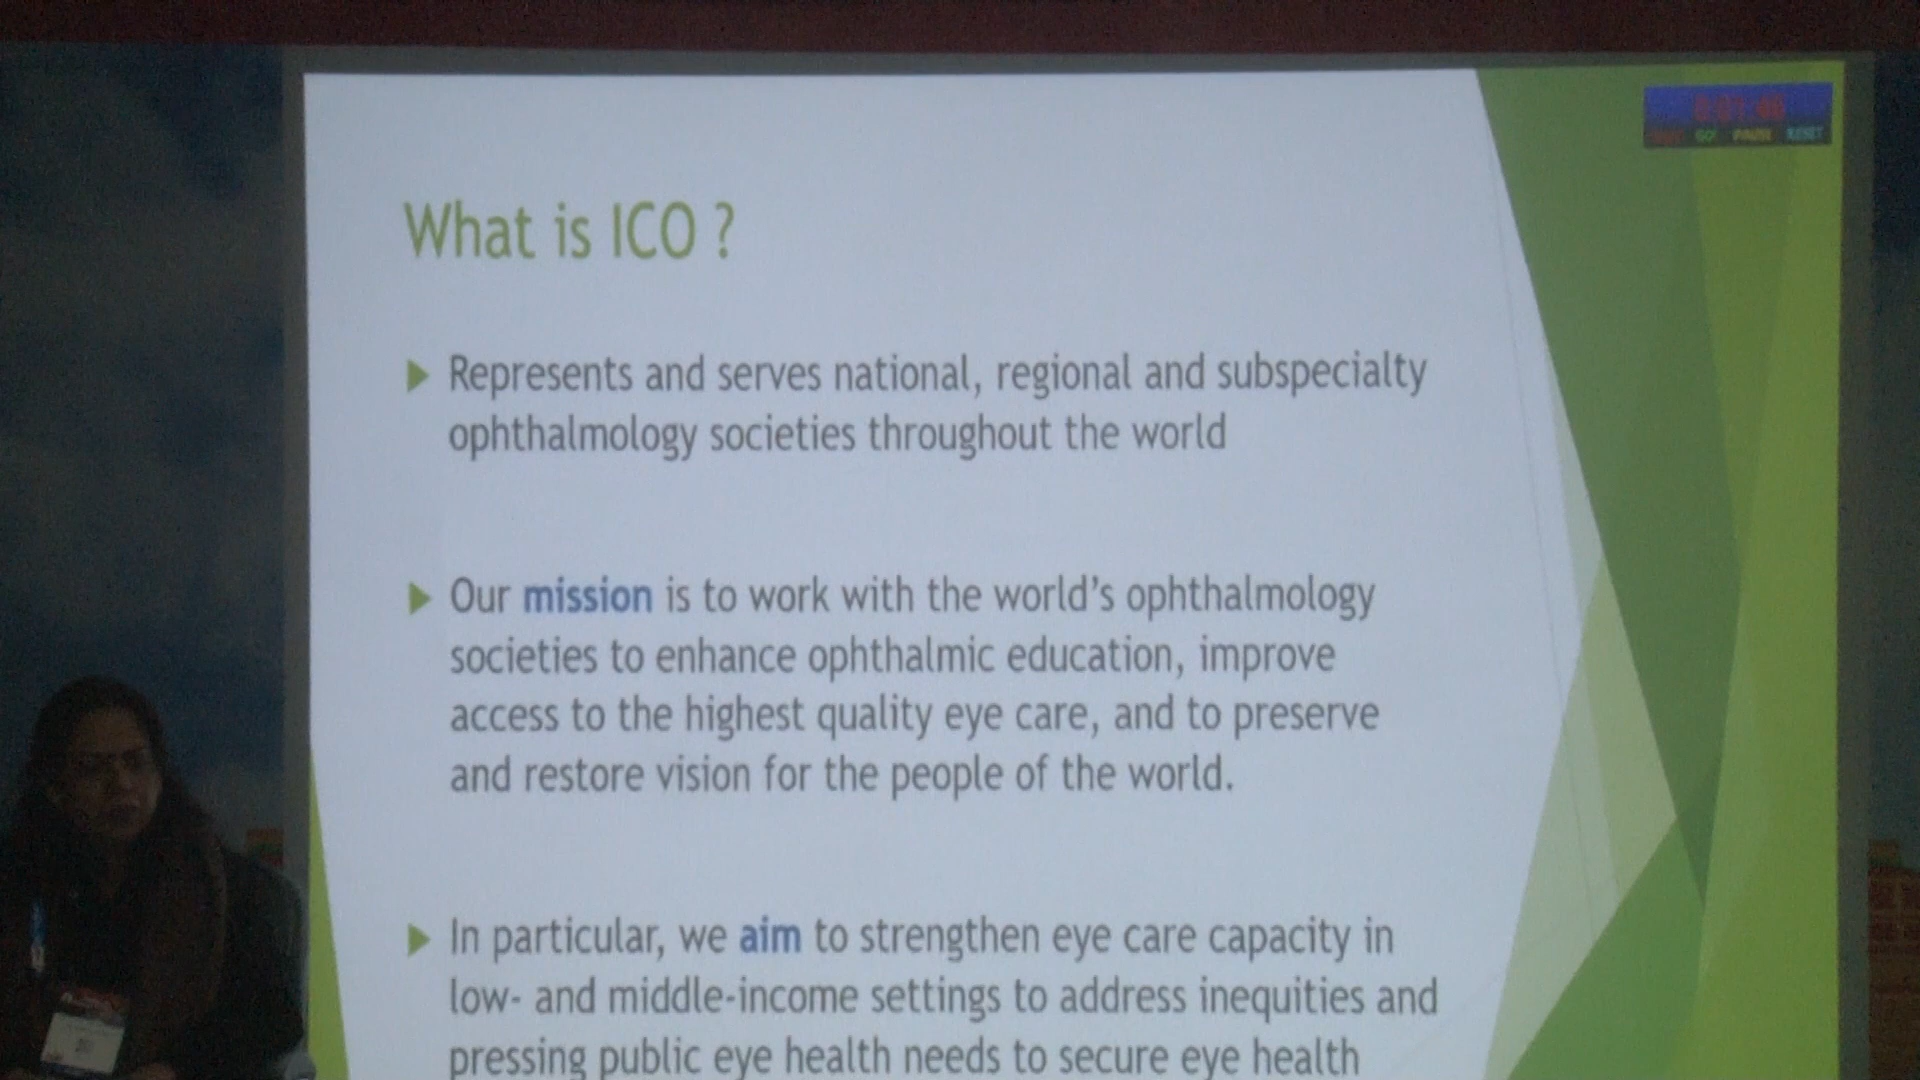 What is ICO ?
Represents and serves national, regional and subspecialty
ophthalmology societies throughout the world
Our mission is to work with the world's ophthalmology
societies to enhance ophthalmic education, improve
access to the highest quality eye care, and to preserve
and restore vision for the people of the world.
In particular, we aim to strengthen eye care capacity in
low- and middle-income settings to address inequities and
pressing public eye health needs to secure eye health
GO! PAUSE RESET